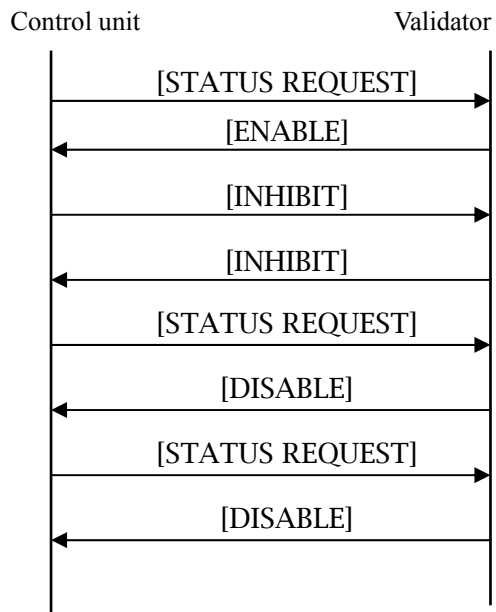 Control unit Validator
[STATUS REQUEST]
[ENABLE]
[INHIBIT]
[INHIBIT]
[STATUS REQUEST]
[DISABLE]
[STATUS REQUEST]
[DISABLE]